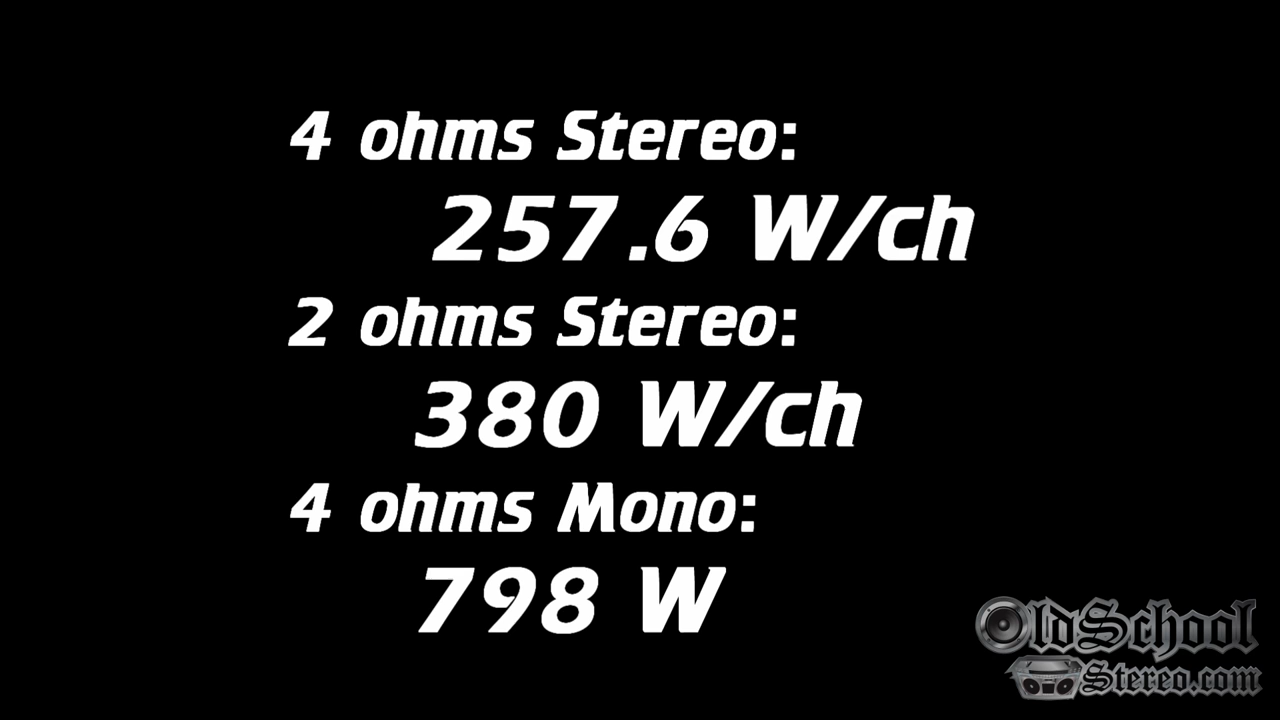 4 ohms Stereo:
257.6 W/ch
2 ohms Stereo:
380 W/ch
4 ohms Mono:
798 W
OldSchool
Stereo.com